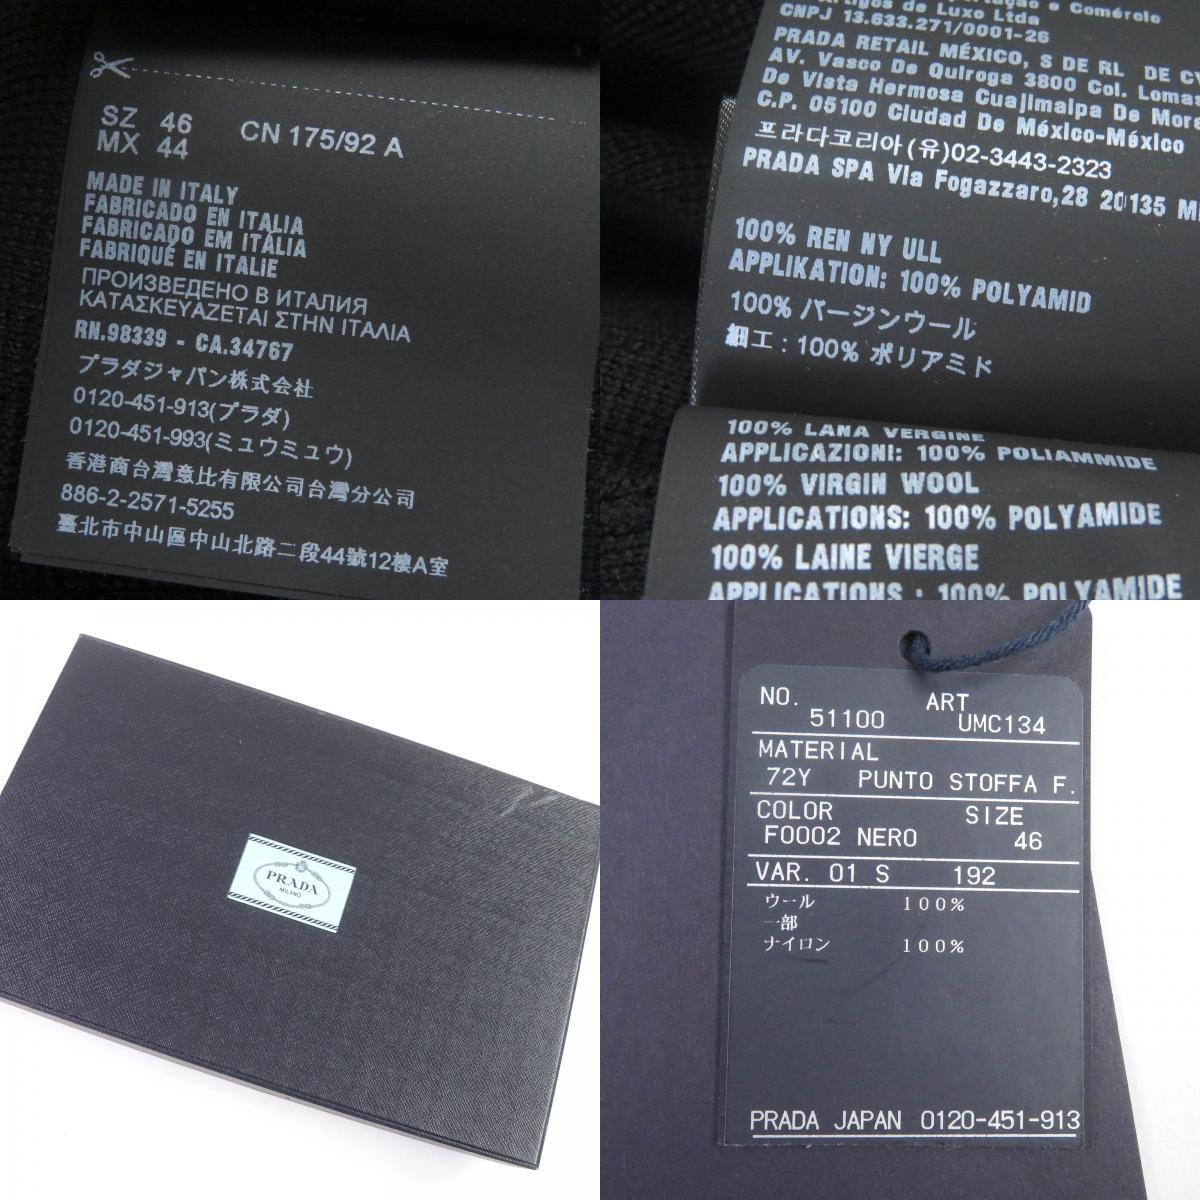 SZ 46
MX 44
CN 175/92 A
MADE IN ITALY
FABRICADO EN ITALIA
FABRICADO EM ITÁLIA
FABRIQUÉ EN ITALIE
ПРОИЗВЕДЕНО В ИТАЛИЯ
ΚΑΤΑΣΚΕΥΑΖΕΤΑΙ ΣΤΗΝ ΙΤΑΛΙΑ
RN.98339 - CA.34767
プラダジャパン株式会社
0120-451-913(プラダ)
0120-451-993(ミュウミュウ)
香港商台灣意比有限公司台灣分公司
886-2-2571-5255
臺北市中山區中山北路二段44號12樓A室
e Comércio
Artigos de Luxo Ltda
CNPJ 13.633.271/0001-26
PRADA RETAIL MÉXICO, S DE RL DE CV
AV. Vasco De Quiroga 3800 Col. Lomas
De Vista Hermosa Cuajimalpa De More
C.P. 05100 Ciudad De México-México
프라다코리아(유)02-3443-2323
PRADA SPA Via Fogazzaro,28 20135 M
100% REN NY ULL
APPLIKATION: 100% POLYAMID
100% バージンウール
細工:100% ポリアミド
100% LANA VERGINE
APPLICAZIONI: 100% POLIAMMIDE
100% VIRGIN WOOL
APPLICATIONS: 100% POLYAMIDE
100% LAINE VIERGE
APPLICATIONS : 100% POLYAMIDE
PRADA
MILANO
NO. ART
51100 UMC134
MATERIAL
72Y PUNTO STOFFA F.
COLOR SIZE
F0002 NERO 46
VAR. 01 S 192
ウール 100%
一部
ナイロン 100%
PRADA JAPAN 0120-451-913